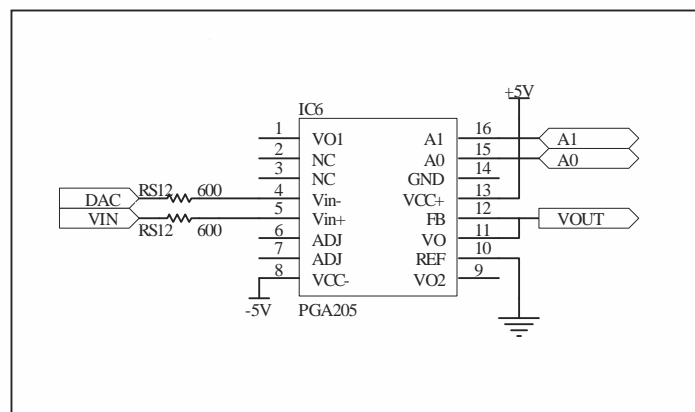 +5V
IC6
1 VO1 A1 16 A1
2 NC A0 15 A0
3 NC GND 14
DAC RS12 600 4 Vin- VCC+ 13
VIN RS12 600 5 Vin+ FB 12 VOUT
6 ADJ VO 11
7 ADJ REF 10
8 VCC- VO2 9
-5V PGA205